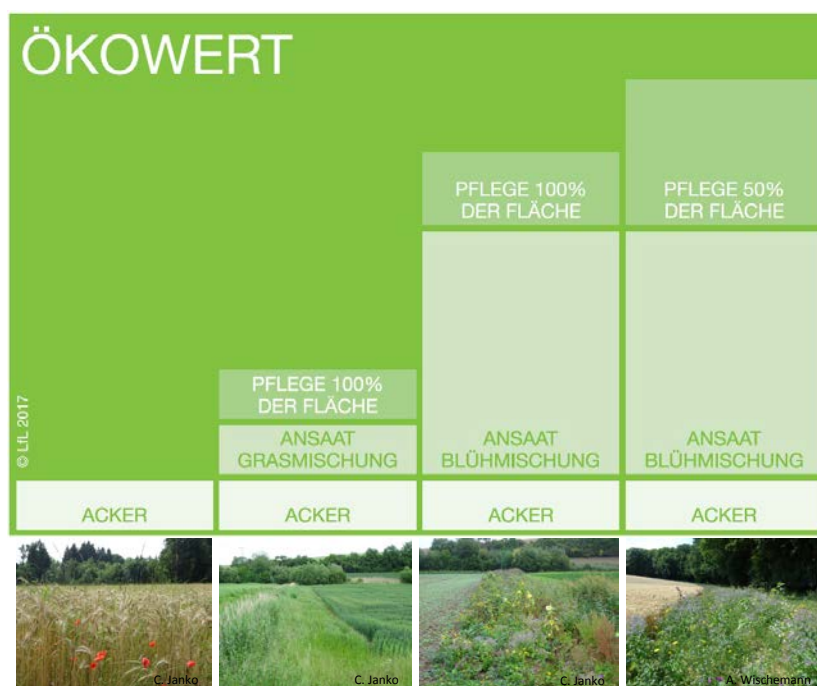 ÖKOWERT
PFLEGE 100%
DER FLÄCHE
PFLEGE 50%
DER FLÄCHE
PFLEGE 100%
DER FLÄCHE
ANSAAT
GRASMISCHUNG
ANSAAT
BLÜHMISCHUNG
ANSAAT
BLÜHMISCHUNG
© LfL 2017
ACKER
ACKER
ACKER
ACKER
C. Janko
C. Janko
C. Janko
A. Wischemann